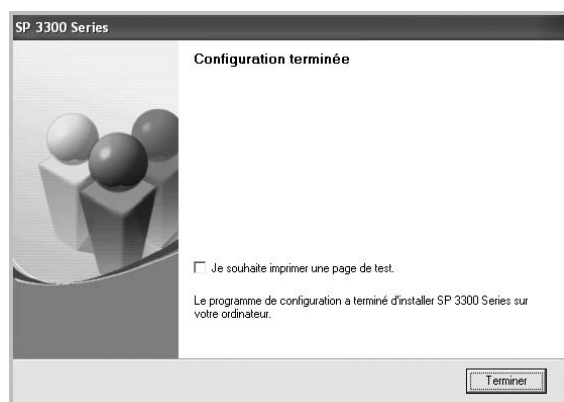 SP 3300 Series
Configuration terminée
Je souhaite imprimer une page de test.
Le programme de configuration a terminé d'installer SP 3300 Series sur
votre ordinateur.
Terminer